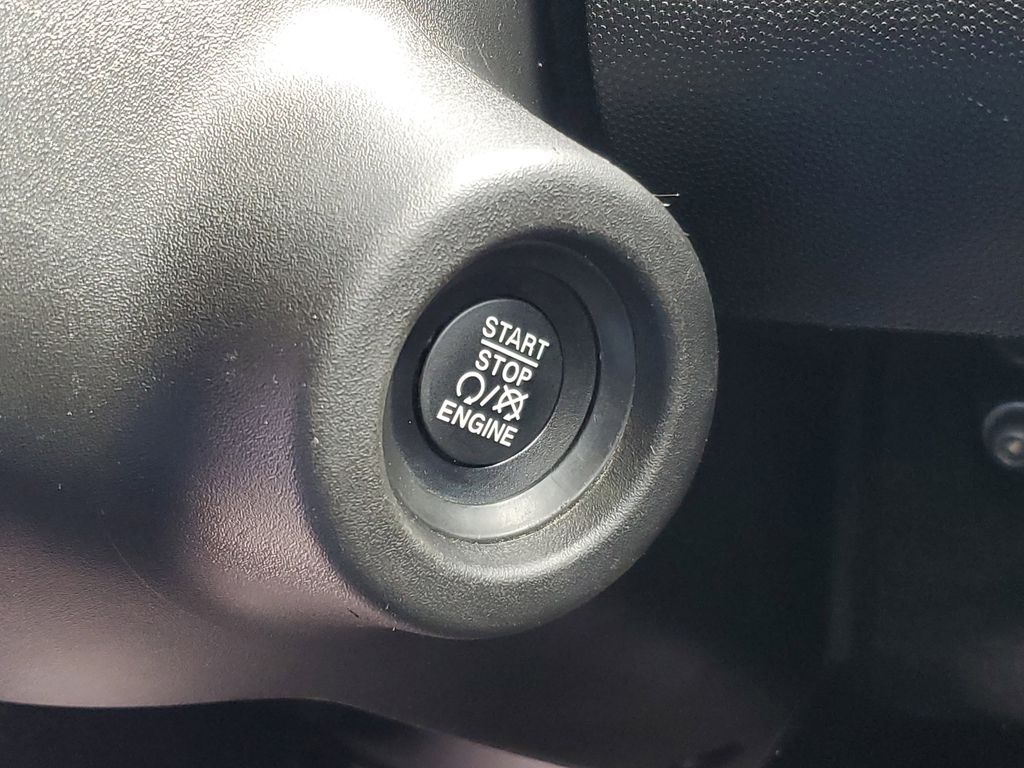 START
STOP
/
ENGINE